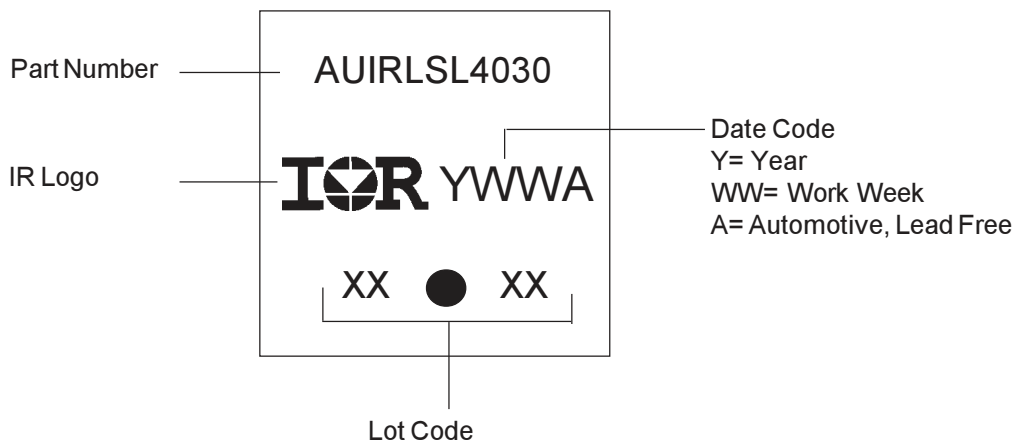 Part Number
AUIRLSL4030
IR Logo
IOR YWWA
Date Code
Y= Year
WW= Work Week
A= Automotive, Lead Free
XX ● XX
Lot Code